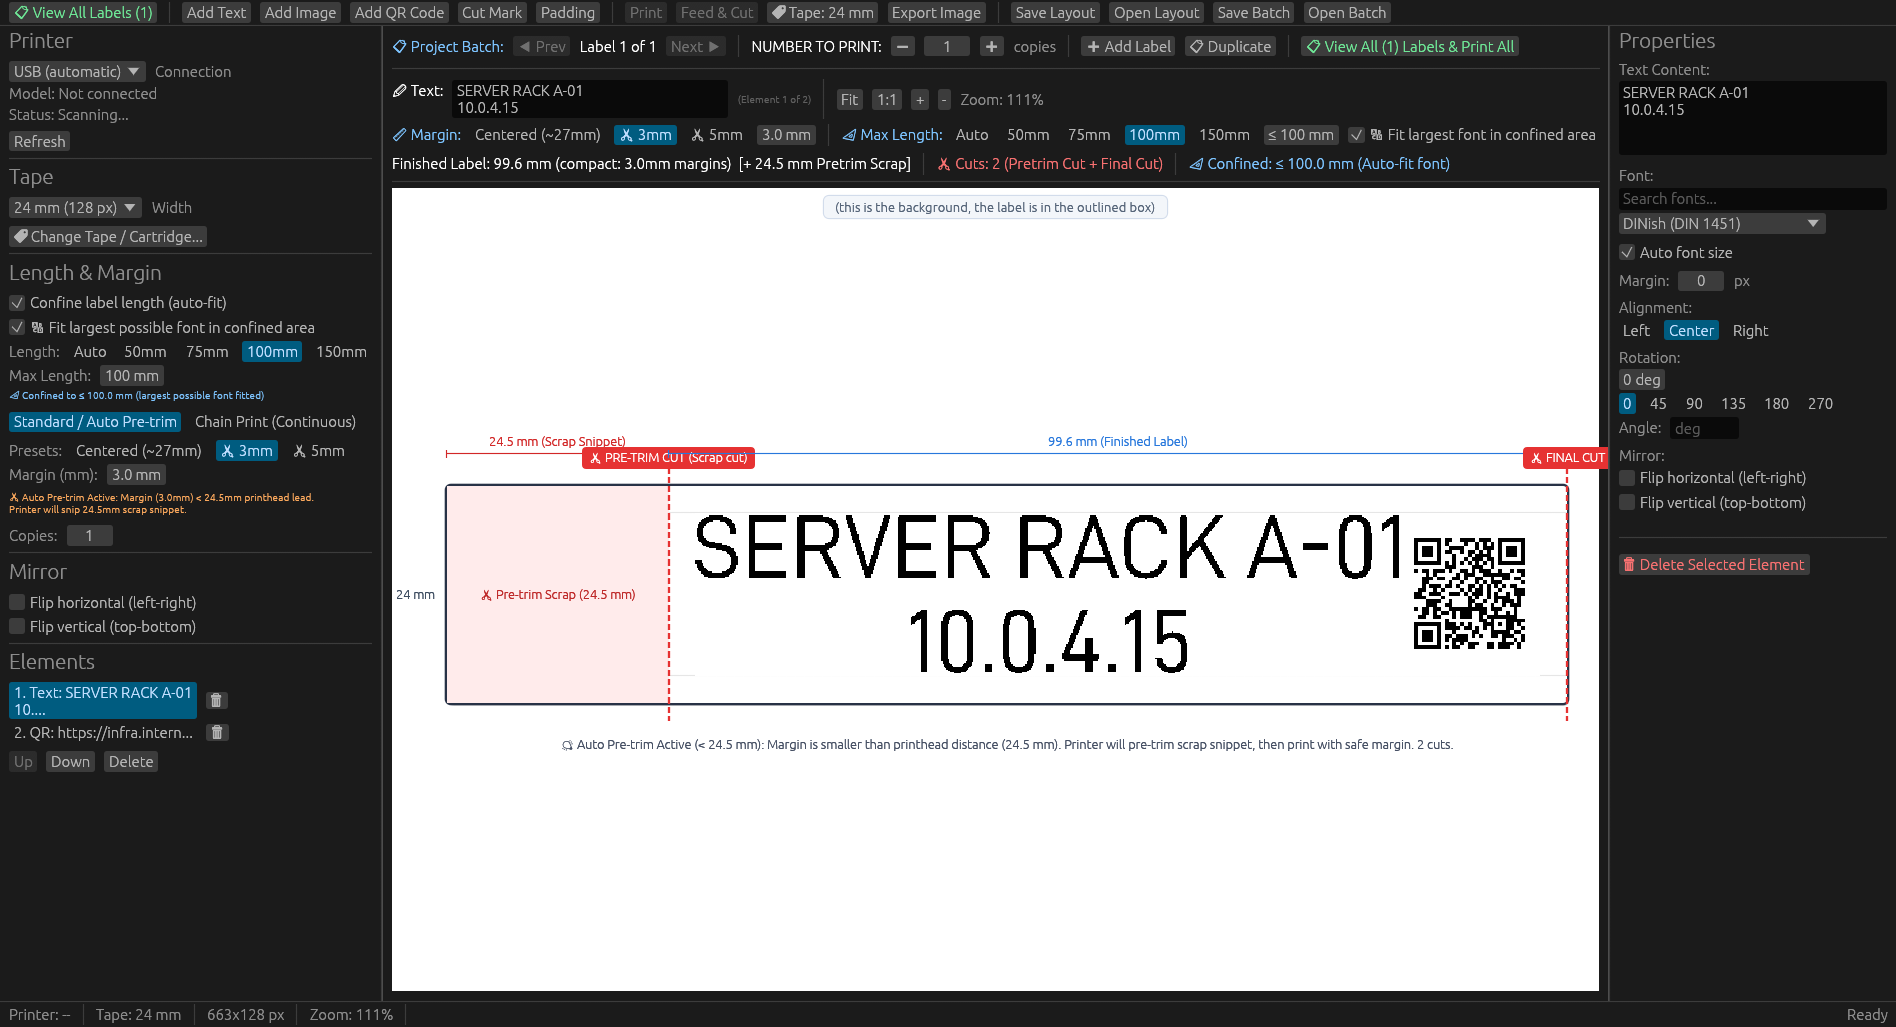 View All Labels (1)
Add Text
Add Image
Add QR Code
Cut Mark
Padding
Print
Feed & Cut
Tape: 24 mm
Export Image
Save Layout
Open Layout
Save Batch
Open Batch
Printer
USB (automatic) Connection
Model: Not connected
Status: Scanning...
Refresh
Tape
24 mm (128 px) Width
Change Tape / Cartridge...
Length & Margin
Confine label length (auto-fit)
Fit largest possible font in confined area
Length: Auto 50mm 75mm 100mm 150mm
Max Length: 100 mm
Confined to ≤ 100.0 mm (largest possible font fitted)
Standard / Auto Pre-trim Chain Print (Continuous)
Presets: Centered (~27mm) 3mm 5mm
Margin (mm): 3.0 mm
Auto Pre-trim Active: Margin (3.0mm) < 24.5mm printhead lead.
Printer will snip 24.5mm scrap snippet.
Copies: 1
Mirror
Flip horizontal (left-right)
Flip vertical (top-bottom)
Elements
1. Text: SERVER RACK A-01
10....
2. QR: https://infra.intern...
Up Down Delete
Project Batch: ◀ Prev Label 1 of 1 Next ▶ NUMBER TO PRINT: − 1 + copies + Add Label Duplicate View All (1) Labels & Print All
Text: SERVER RACK A-01
10.0.4.15
(Element 1 of 2) Fit 1:1 + - Zoom: 111%
Margin: Centered (~27mm) 3mm 5mm 3.0 mm Max Length: Auto 50mm 75mm 100mm 150mm ≤ 100 mm Fit largest font in confined area
Finished Label: 99.6 mm (compact: 3.0mm margins) [+ 24.5 mm Pretrim Scrap] Cuts: 2 (Pretrim Cut + Final Cut) Confined: ≤ 100.0 mm (Auto-fit font)
(this is the background, the label is in the outlined box)
24.5 mm (Scrap Snippet) 99.6 mm (Finished Label)
PRE-TRIM CUT (Scrap cut) FINAL CUT
24 mm
Pre-trim Scrap (24.5 mm)
SERVER RACK A-01
10.0.4.15
Auto Pre-trim Active (< 24.5 mm): Margin is smaller than printhead distance (24.5 mm). Printer will pre-trim scrap snippet, then print with safe margin. 2 cuts.
Properties
Text Content:
SERVER RACK A-01
10.0.4.15
Font:
Search fonts...
DINish (DIN 1451)
Auto font size
Margin: 0 px
Alignment:
Left Center Right
Rotation:
0 deg
0 45 90 135 180 270
Angle: deg
Mirror:
Flip horizontal (left-right)
Flip vertical (top-bottom)
Delete Selected Element
Printer: -- Tape: 24 mm 663x128 px Zoom: 111% Ready